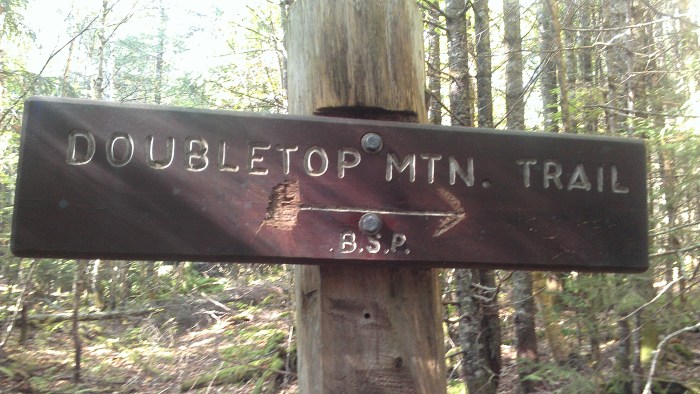 DOUBLETOP MTN. TRAIL
B.S.P.